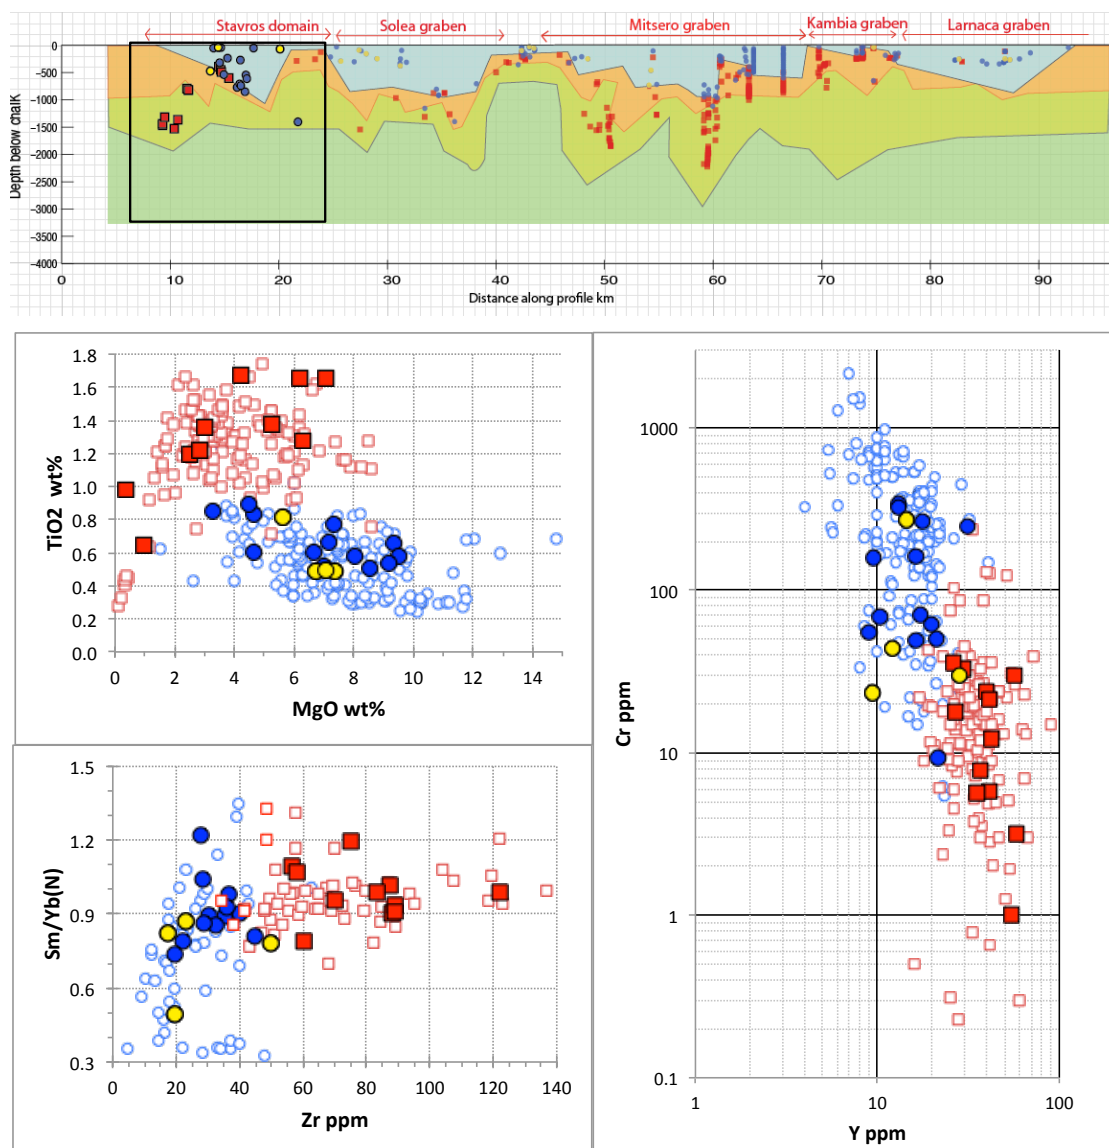 Stavros domain Solea graben Mitsero graben Kambia graben Larnaca graben
Depth below chalK
0
-500
-1000
-1500
-2000
-2500
-3000
-3500
-4000
0 10 20 30 40 50 60 70 80 90
Distance along profile km
TiO2 wt%
1.8
1.6
1.4
1.2
1.0
0.8
0.6
0.4
0.2
0.0
0 2 4 6 8 10 12 14
MgO wt%
Sm/Yb(N)
1.5
1.2
0.9
0.6
0.3
0 20 40 60 80 100 120 140
Zr ppm
Cr ppm
1000
100
10
1
0.1
1 10 100
Y ppm